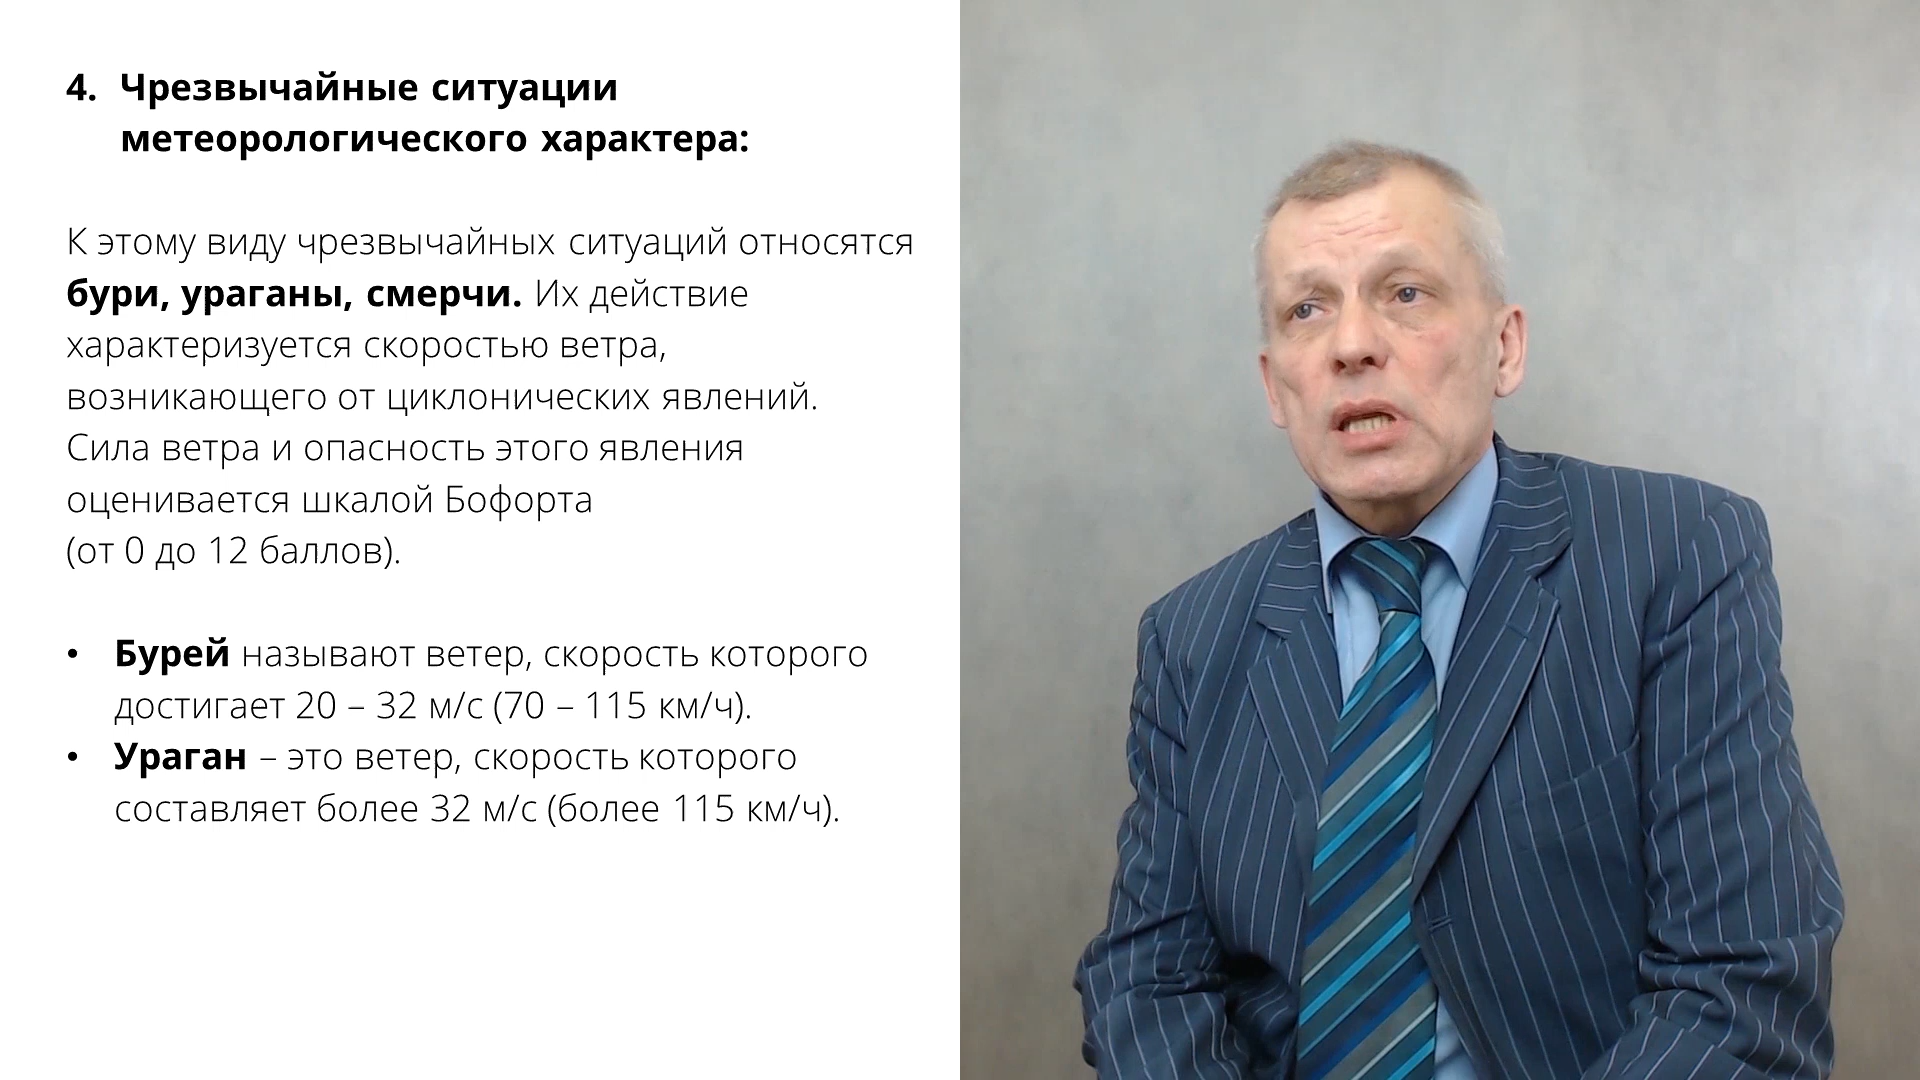 4. Чрезвычайные ситуации
метеорологического характера:
К этому виду чрезвычайных ситуаций относятся
бури, ураганы, смерчи. Их действие
характеризуется скоростью ветра,
возникающего от циклонических явлений.
Сила ветра и опасность этого явления
оценивается шкалой Бофорта
(от 0 до 12 баллов).
• Бурей называют ветер, скорость которого
достигает 20 – 32 м/с (70 – 115 км/ч).
• Ураган – это ветер, скорость которого
составляет более 32 м/с (более 115 км/ч).